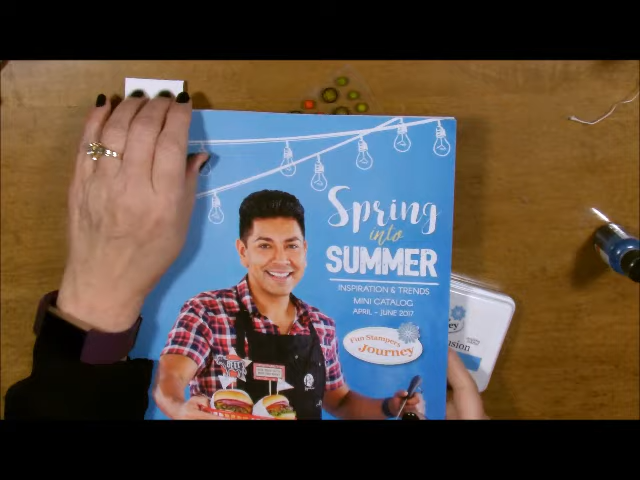 Spring
into
SUMMER
INSPIRATION & TRENDS
MINI CATALOG
APRIL - JUNE 2017
Fun Stampers
Journey